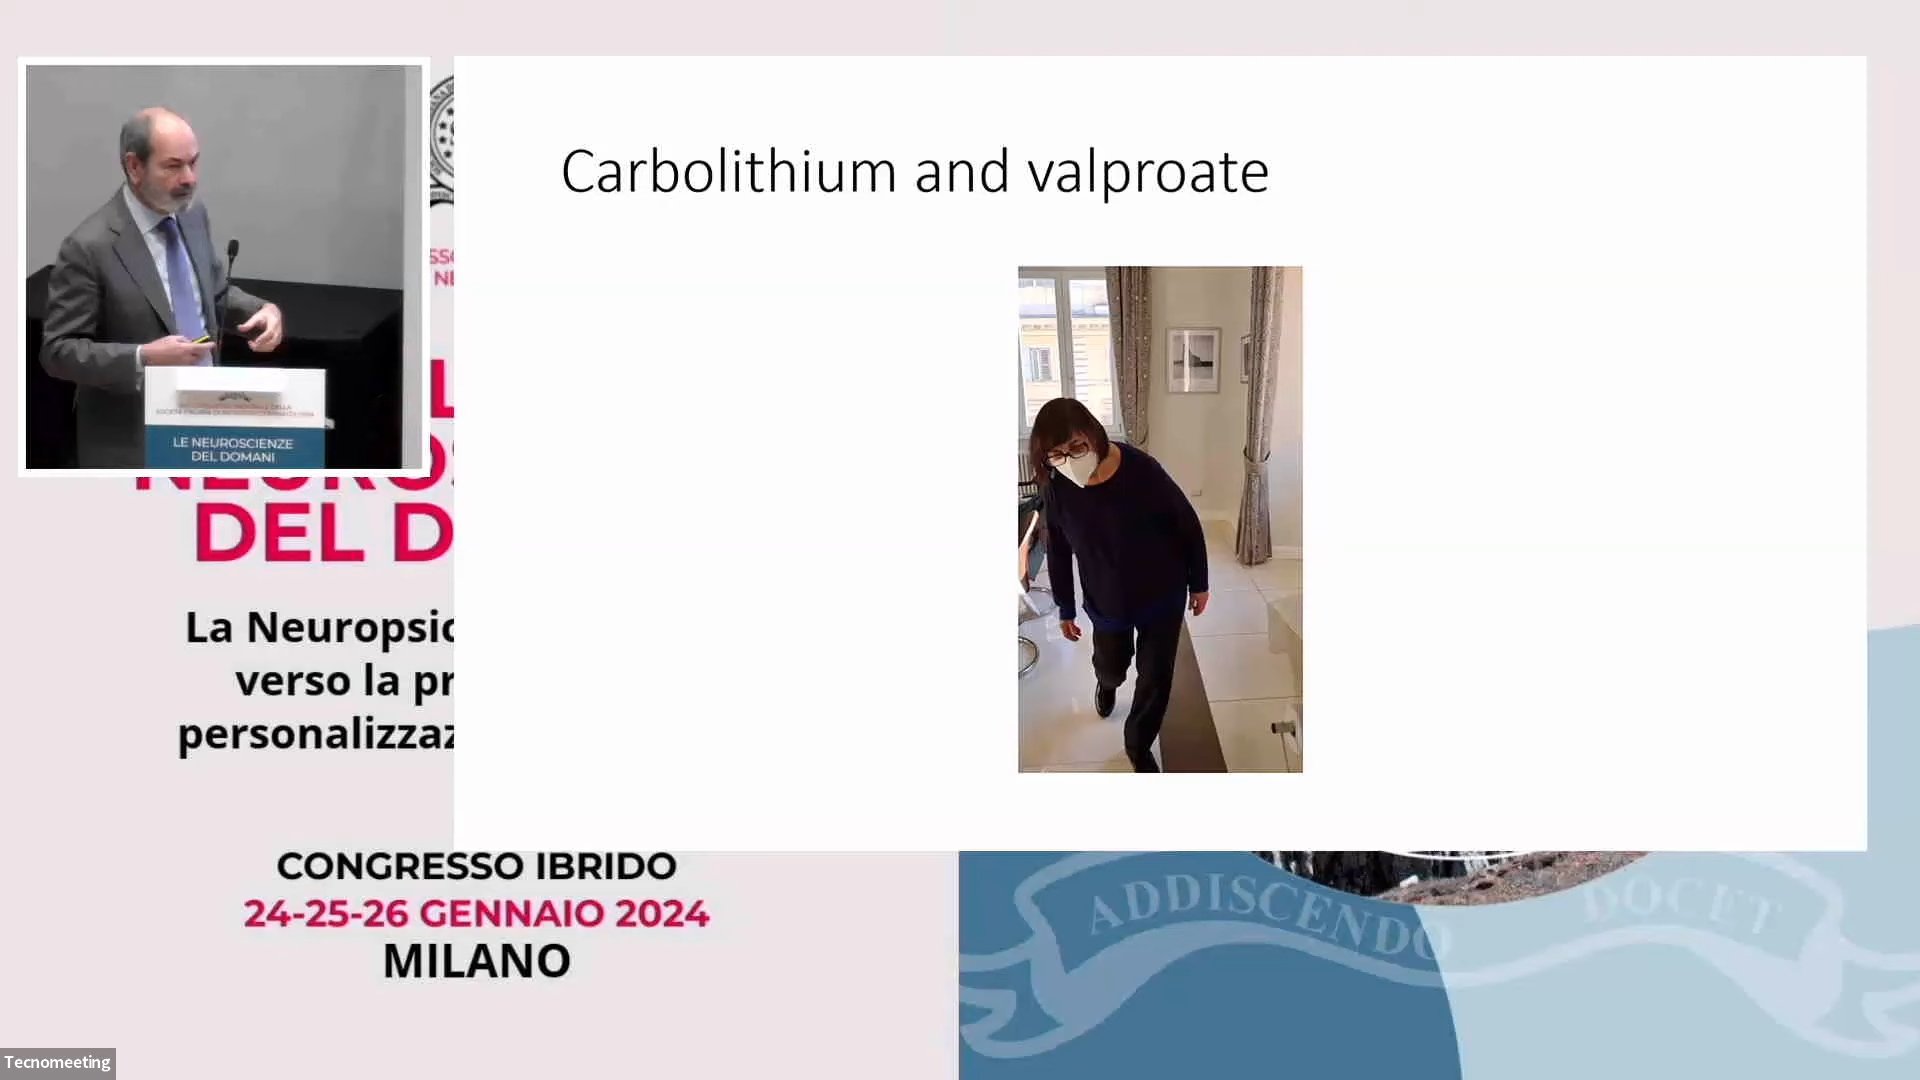 Carbolithium and valproate
LE NEUROSCIENZE
DEL DOMANI
DEL D
La Neuropsic
verso la pr
personalizzaz
CONGRESSO IBRIDO
24-25-26 GENNAIO 2024
MILANO
ADDISCENDO DOCET
Tecnomeeting